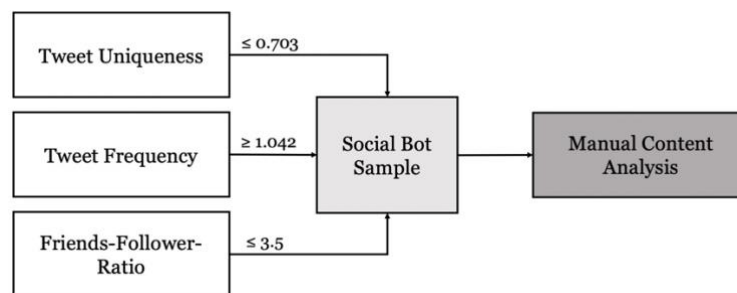 Tweet Uniqueness
≤ 0.703
Tweet Frequency
≥ 1.042
Friends-Follower-
Ratio
≤ 3.5
Social Bot
Sample
Manual Content
Analysis